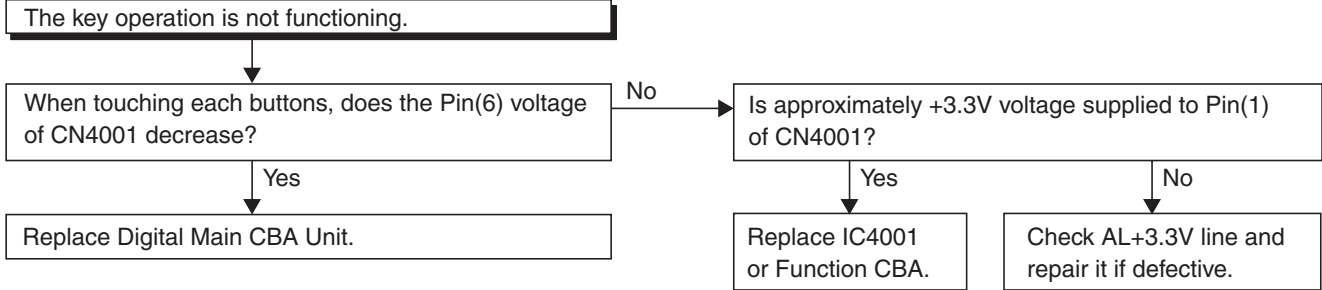 The key operation is not functioning.
When touching each buttons, does the Pin(6) voltage
of CN4001 decrease?
No
Is approximately +3.3V voltage supplied to Pin(1)
of CN4001?
Yes
Yes
No
Replace Digital Main CBA Unit.
Replace IC4001
or Function CBA.
Check AL+3.3V line and
repair it if defective.